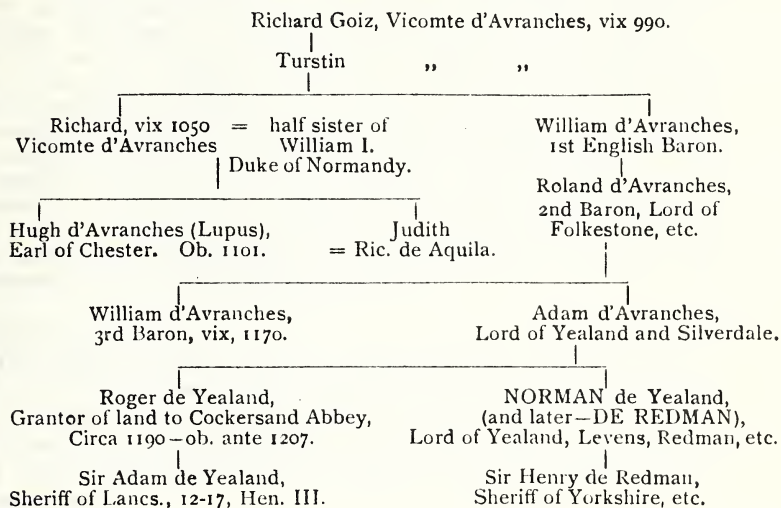 Richard Goiz, Vicomte d'Avranches, vix 990.
Turstin „ „
Richard, vix 1050 = half sister of
Vicomte d'Avranches William I.
Duke of Normandy.
William d'Avranches,
1st English Baron.
Roland d'Avranches,
2nd Baron, Lord of
Folkestone, etc.
Hugh d'Avranches (Lupus),
Earl of Chester. Ob. 1101.
Judith
= Ric. de Aquila.
William d'Avranches,
3rd Baron, vix, 1170.
Adam d'Avranches,
Lord of Yealand and Silverdale.
Roger de Yealand,
Grantor of land to Cockersand Abbey,
Circa 1190—ob. ante 1207.
NORMAN de Yealand,
(and later—DE REDMAN),
Lord of Yealand, Levens, Redman, etc.
Sir Adam de Yealand,
Sheriff of Lancs., 12-17, Hen. III.
Sir Henry de Redman,
Sheriff of Yorkshire, etc.